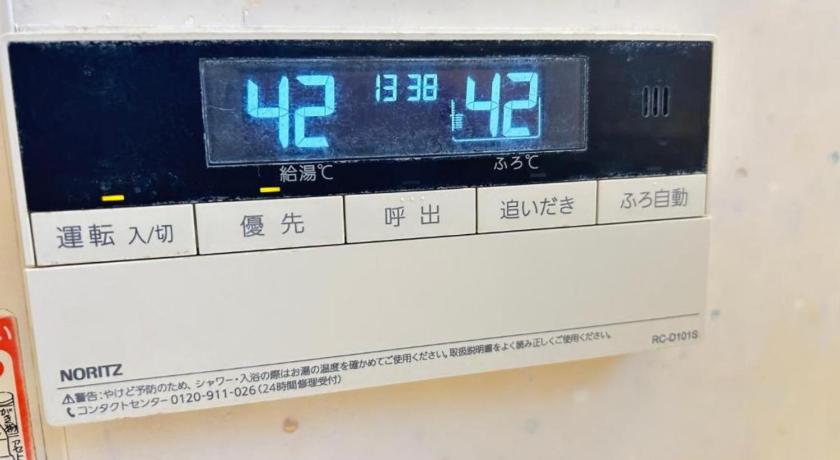 42 13 38 42
給湯℃ ふろ℃
運転 入/切 優先 呼出 追いだき ふろ自動
NORITZ RC-D101S
警告:やけど予防のため、シャワー・入浴の際はお湯の温度を確かめてご使用ください。取扱説明書をよく読み正しくご使用ください。
コンタクトセンター 0120-911-026(24時間修理受付)
い